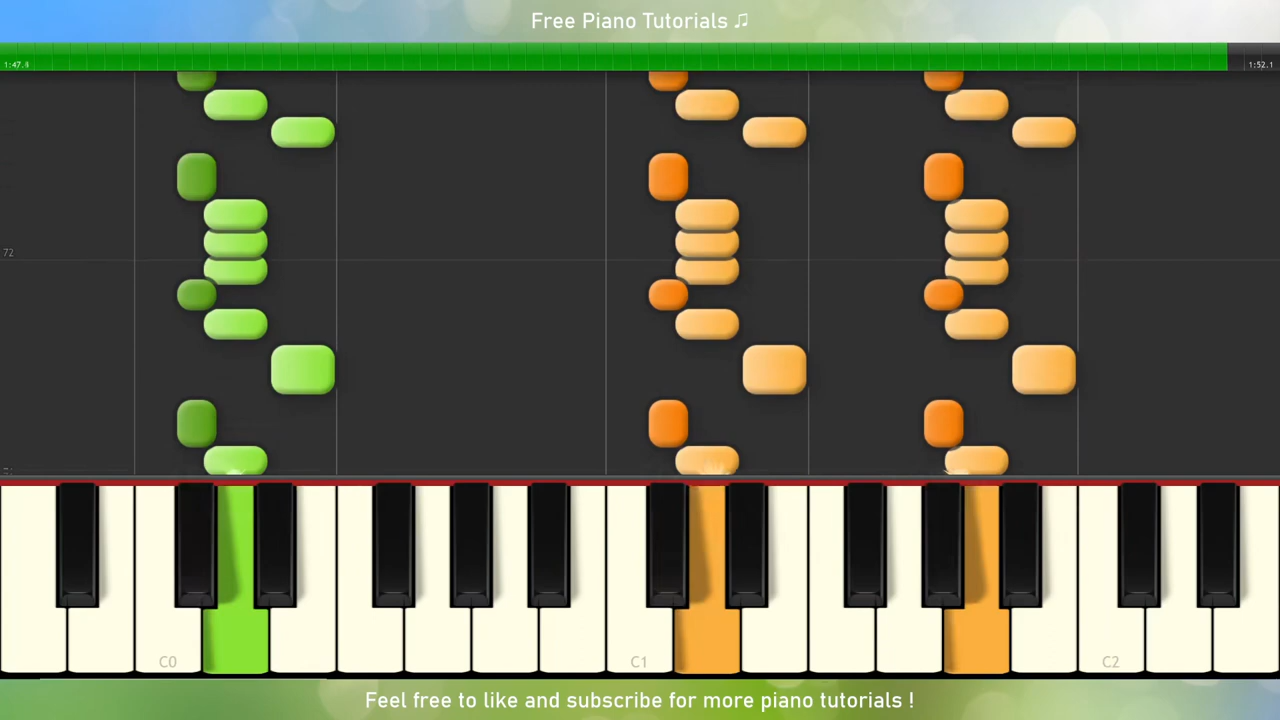 Free Piano Tutorials ♫
1:47.4
1:52.1
72
C0
C1
C2
Feel free to like and subscribe for more piano tutorials !